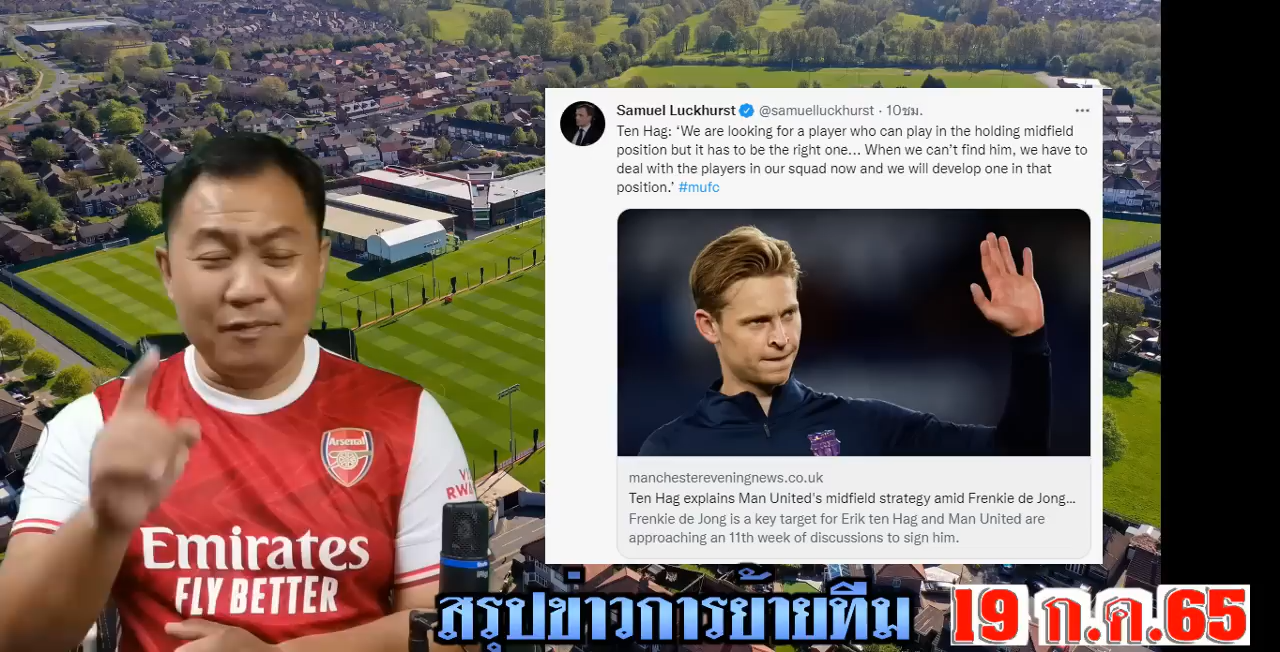 Samuel Luckhurst @samuelluckhurst · 10ชม.
Ten Hag: ‘We are looking for a player who can play in the holding midfield
position but it has to be the right one... When we can’t find him, we have to
deal with the players in our squad now and we will develop one in that
position.’ #mufc
manchestereveningnews.co.uk
Ten Hag explains Man United's midfield strategy amid Frenkie de Jong...
Frenkie de Jong is a key target for Erik ten Hag and Man United are
approaching an 11th week of discussions to sign him.
Arsenal
Emirates
FLY BETTER
สรุปข่าวการย้ายทีม 19 ก.ค.65